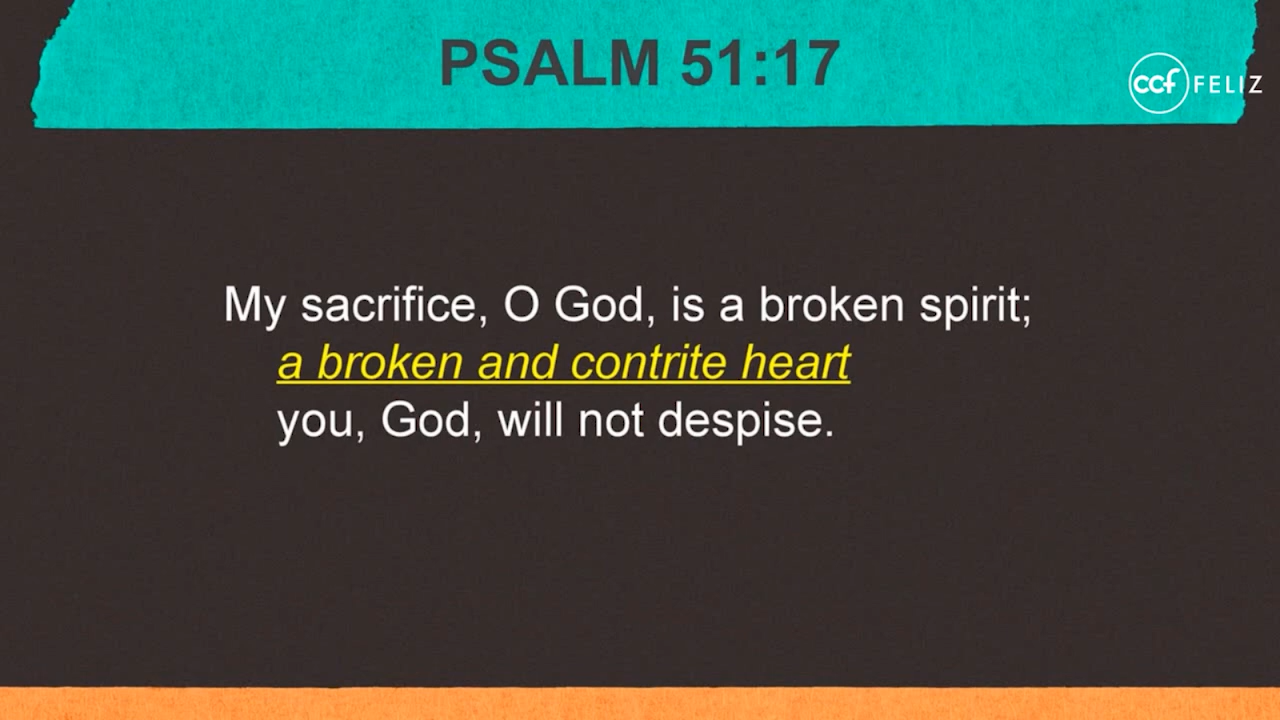 PSALM 51:17
ccf FELIZ
My sacrifice, O God, is a broken spirit;
a broken and contrite heart
you, God, will not despise.